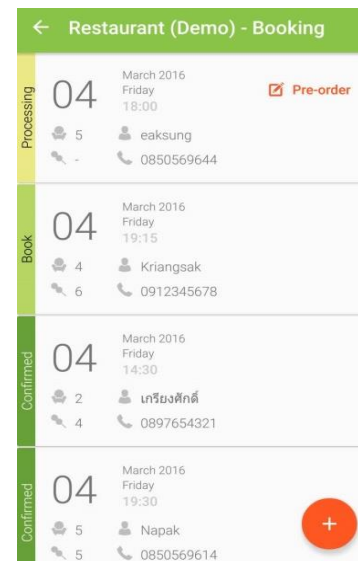 Restaurant (Demo) - Booking
Processing
04
March 2016
Friday
18:00
Pre-order
5
eaksung
-
0850569644
Book
04
March 2016
Friday
19:15
4
Kriangsak
6
0912345678
Confirmed
04
March 2016
Friday
14:30
2
เกรียงศักดิ์
4
0897654321
Confirmed
04
March 2016
Friday
19:30
5
Napak
5
0850569614